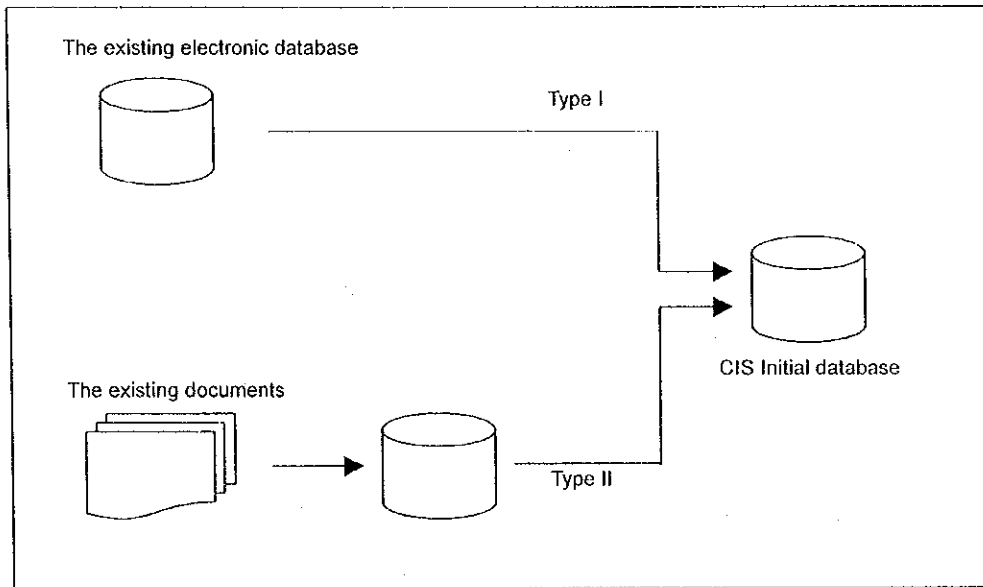 The existing electronic database
Type I
CIS Initial database
The existing documents
Type II